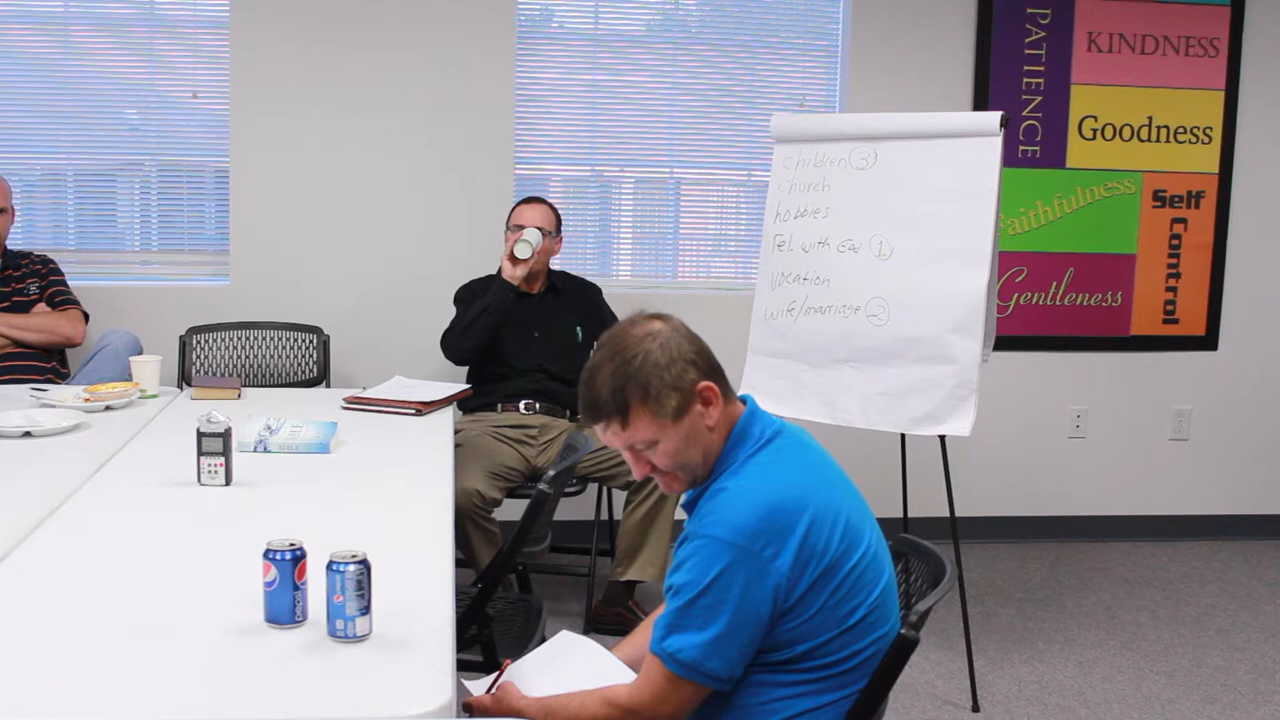 children ③
church
hobbies
rel. with God ①
vocation
wife/marriage ②
PATIENCE
KINDNESS
Goodness
Faithfulness
Self
Control
Gentleness
pepsi